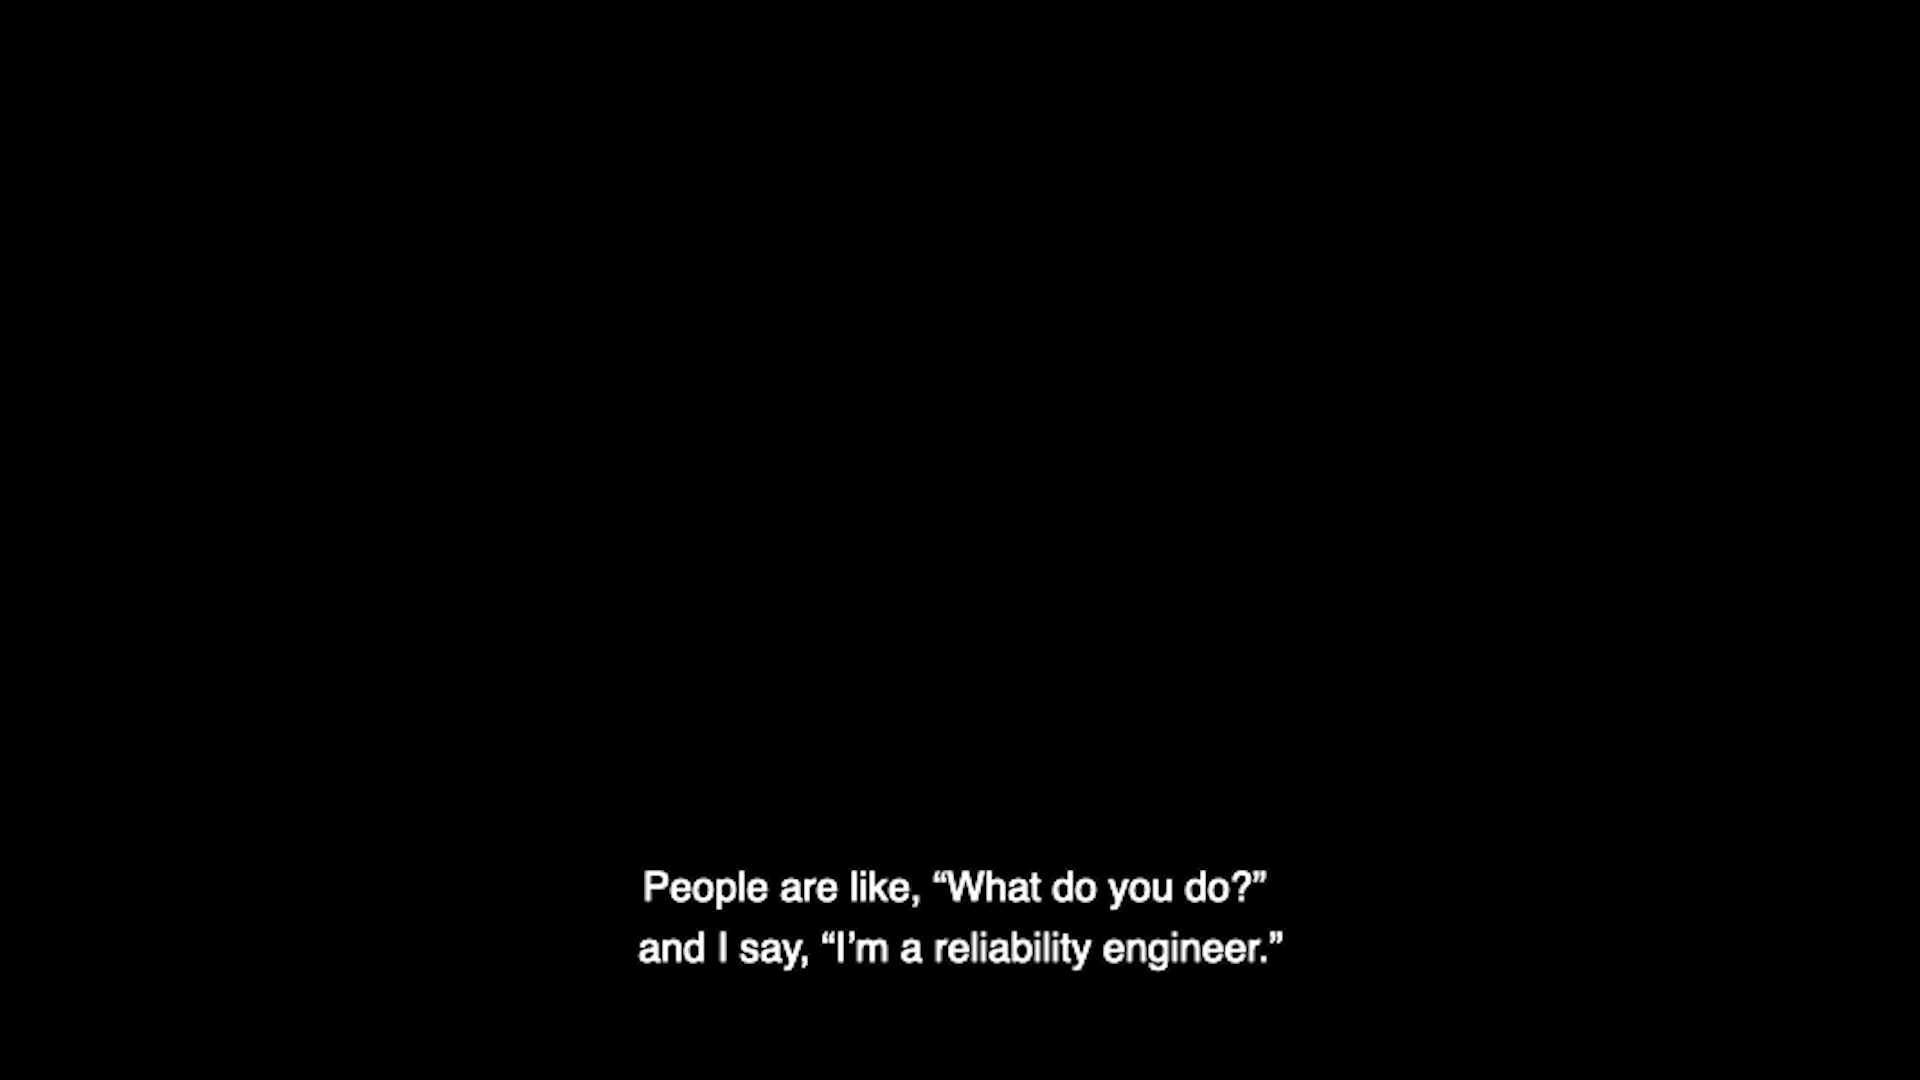 People are like, “What do you do?”
and I say, “I’m a reliability engineer.”